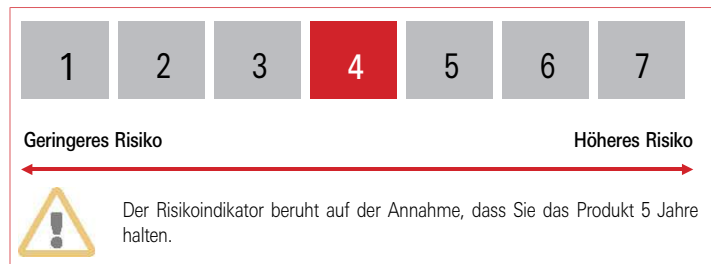 1 2 3 4 5 6 7
Geringeres Risiko Höheres Risiko
Der Risikoindikator beruht auf der Annahme, dass Sie das Produkt 5 Jahre
halten.